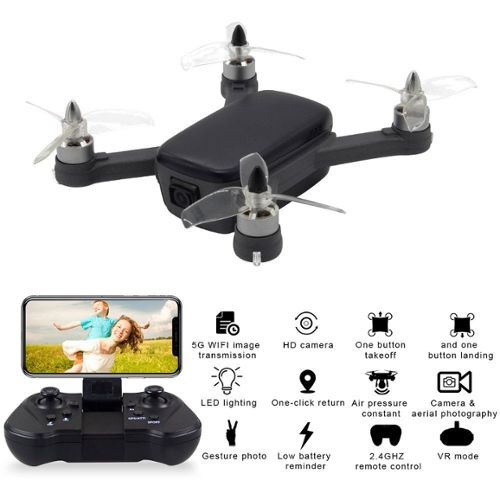 5G WIFI image
transmission
HD camera
One button
takeoff
and one
button landing
LED lighting
One-click return
Air pressure
constant
Camera &
aerial photography
Gesture photo
Low battery
reminder
2.4GHZ
remote control
VR mode